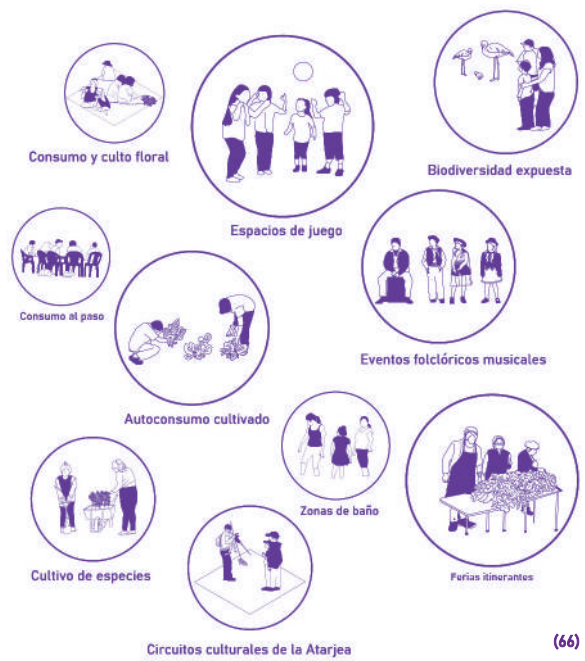 Consumo y culto floral
Biodiversidad expuesta
Espacios de juego
Consumo al paso
Eventos folclóricos musicales
Autoconsumo cultivado
Zonas de baño
Cultivo de especies
Ferias itinerantes
Circuitos culturales de la Atarjea
(66)